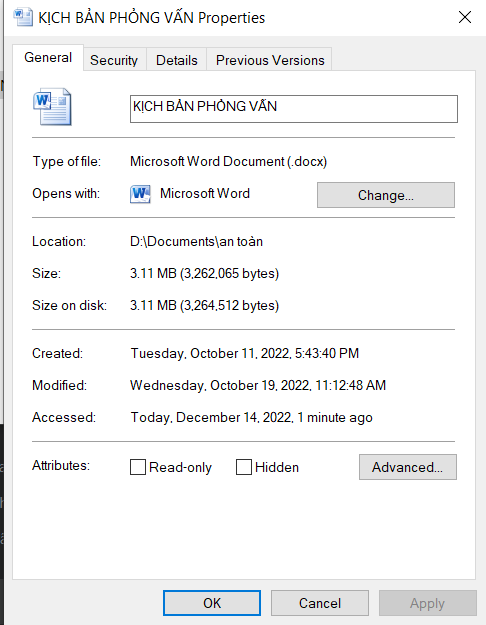 KỊCH BẢN PHỎNG VẤN Properties
General Security Details Previous Versions
KỊCH BẢN PHỎNG VẤN
Type of file: Microsoft Word Document (.docx)
Opens with: Microsoft Word Change...
Location: D:\Documents\an toàn
Size: 3.11 MB (3,262,065 bytes)
Size on disk: 3.11 MB (3,264,512 bytes)
Created: Tuesday, October 11, 2022, 5:43:40 PM
Modified: Wednesday, October 19, 2022, 11:12:48 AM
Accessed: Today, December 14, 2022, 1 minute ago
Attributes: Read-only Hidden Advanced...
OK Cancel Apply